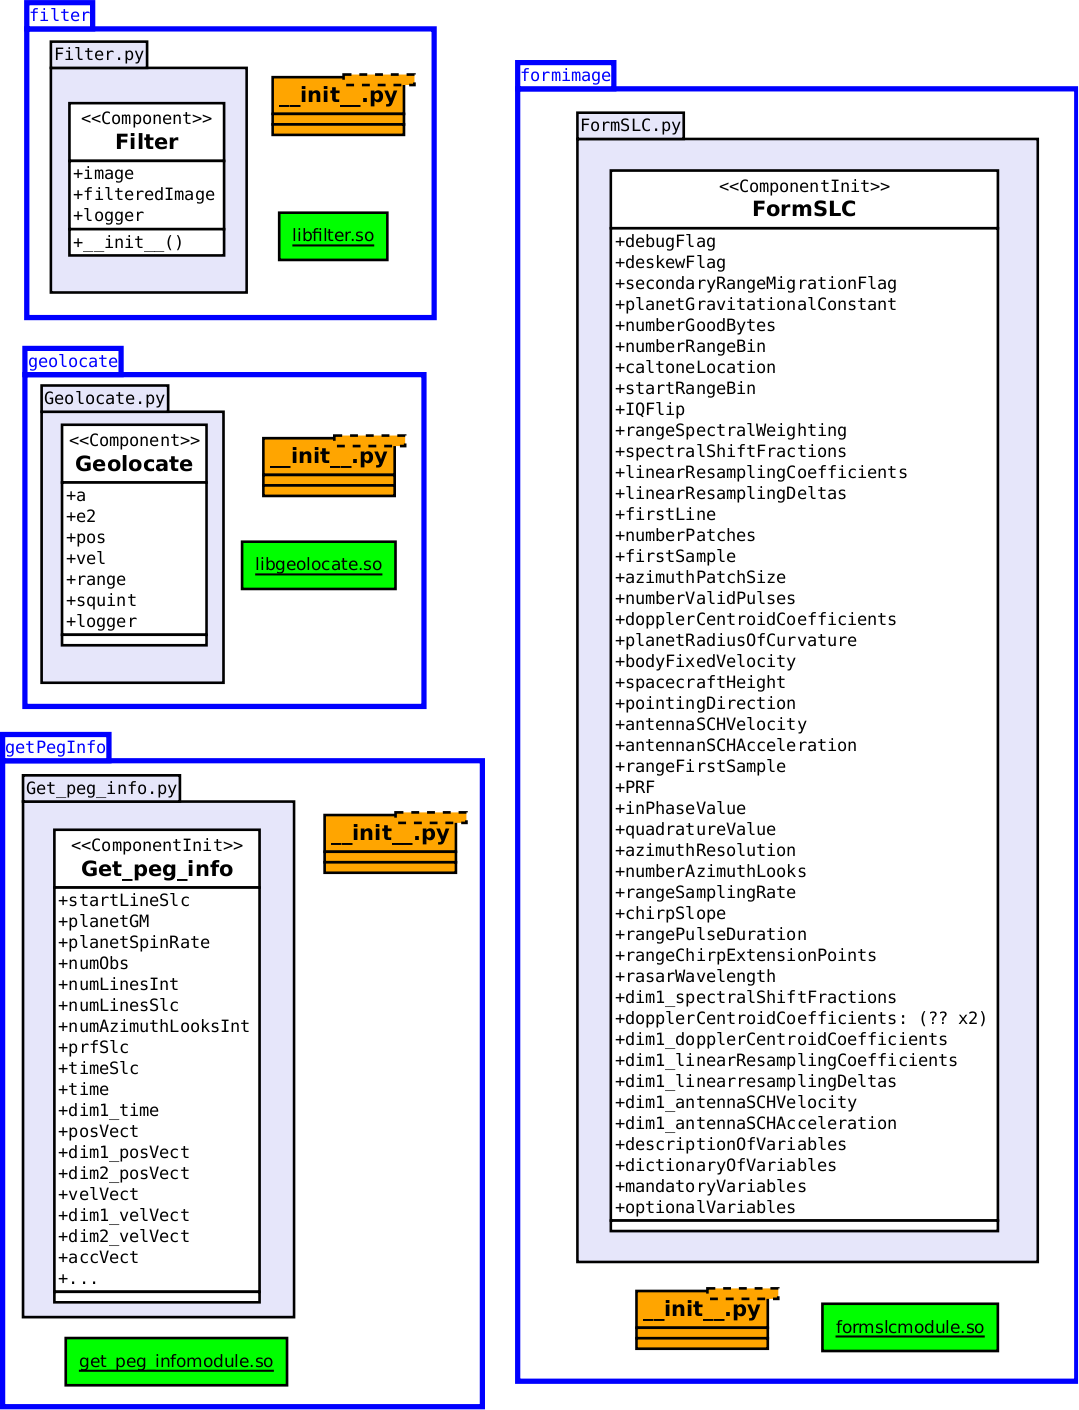 filter
Filter.py
<<Component>>
Filter
+image
+filteredImage
+logger
+__init__()
__init__.py
libfilter.so
geolocate
Geolocate.py
<<Component>>
Geolocate
+a
+e2
+pos
+vel
+range
+squint
+logger
__init__.py
libgeolocate.so
getPegInfo
Get_peg_info.py
<<ComponentInit>>
Get_peg_info
+startLineSlc
+planetGM
+planetSpinRate
+numObs
+numLinesInt
+numLinesSlc
+numAzimuthLooksInt
+prfSlc
+timeSlc
+time
+dim1_time
+posVect
+dim1_posVect
+dim2_posVect
+velVect
+dim1_velVect
+dim2_velVect
+accVect
+...
__init__.py
get_peg_infomodule.so
formimage
FormSLC.py
<<ComponentInit>>
FormSLC
+debugFlag
+deskewFlag
+secondaryRangeMigrationFlag
+planetGravitationalConstant
+numberGoodBytes
+numberRangeBin
+caltoneLocation
+startRangeBin
+IQFlip
+rangeSpectralWeighting
+spectralShiftFractions
+linearResamplingCoefficients
+linearResamplingDeltas
+firstLine
+numberPatches
+firstSample
+azimuthPatchSize
+numberValidPulses
+dopplerCentroidCoefficients
+planetRadiusOfCurvature
+bodyFixedVelocity
+spacecraftHeight
+pointingDirection
+antennaSCHVelocity
+antennanSCHAcceleration
+rangeFirstSample
+PRF
+inPhaseValue
+quadratureValue
+azimuthResolution
+numberAzimuthLooks
+rangeSamplingRate
+chirpSlope
+rangePulseDuration
+rangeChirpExtensionPoints
+rasarWavelength
+dim1_spectralShiftFractions
+dopplerCentroidCoefficients: (?? x2)
+dim1_dopplerCentroidCoefficients
+dim1_linearResamplingCoefficients
+dim1_linearresamplingDeltas
+dim1_antennaSCHVelocity
+dim1_antennaSCHAcceleration
+descriptionOfVariables
+dictionaryOfVariables
+mandatoryVariables
+optionalVariables
__init__.py
formslcmodule.so